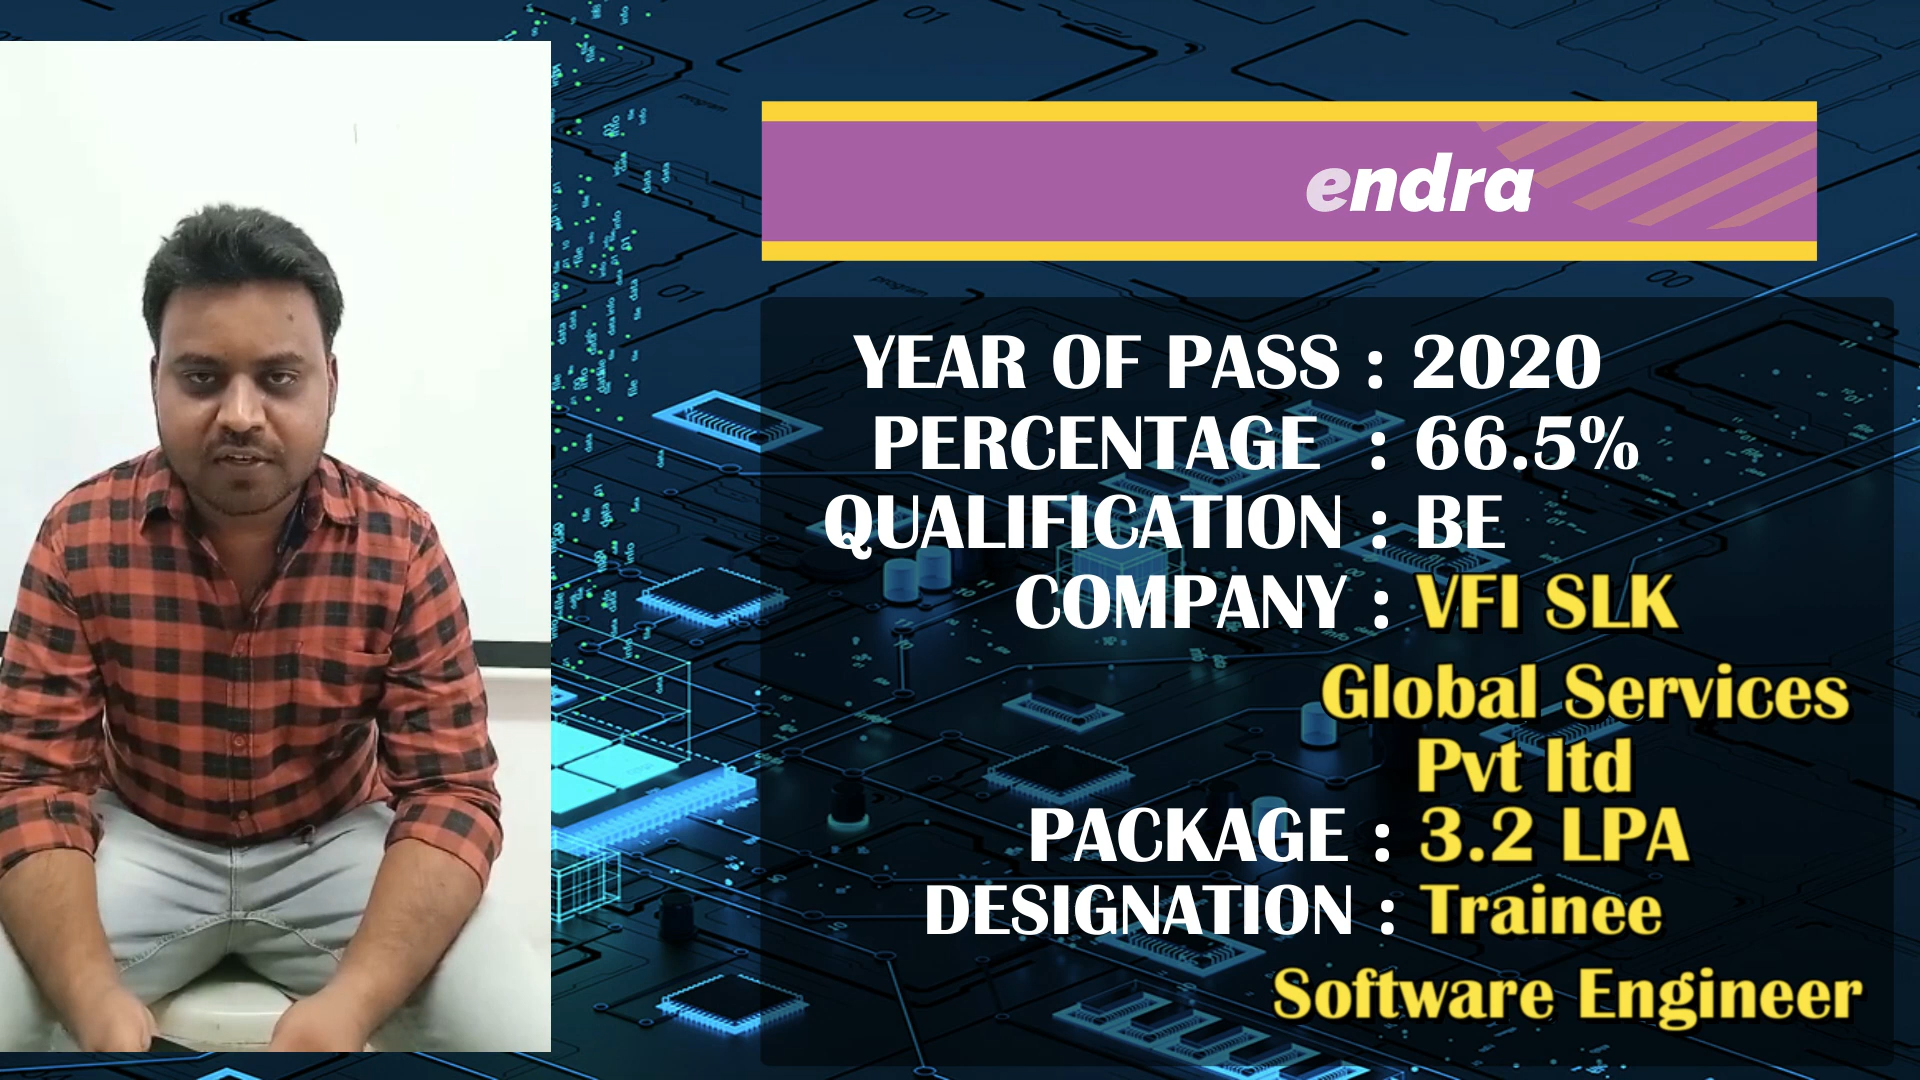 endra
YEAR OF PASS : 2020
PERCENTAGE : 66.5%
QUALIFICATION : BE
COMPANY : VFI SLK
Global Services
Pvt ltd
PACKAGE : 3.2 LPA
DESIGNATION : Trainee
Software Engineer